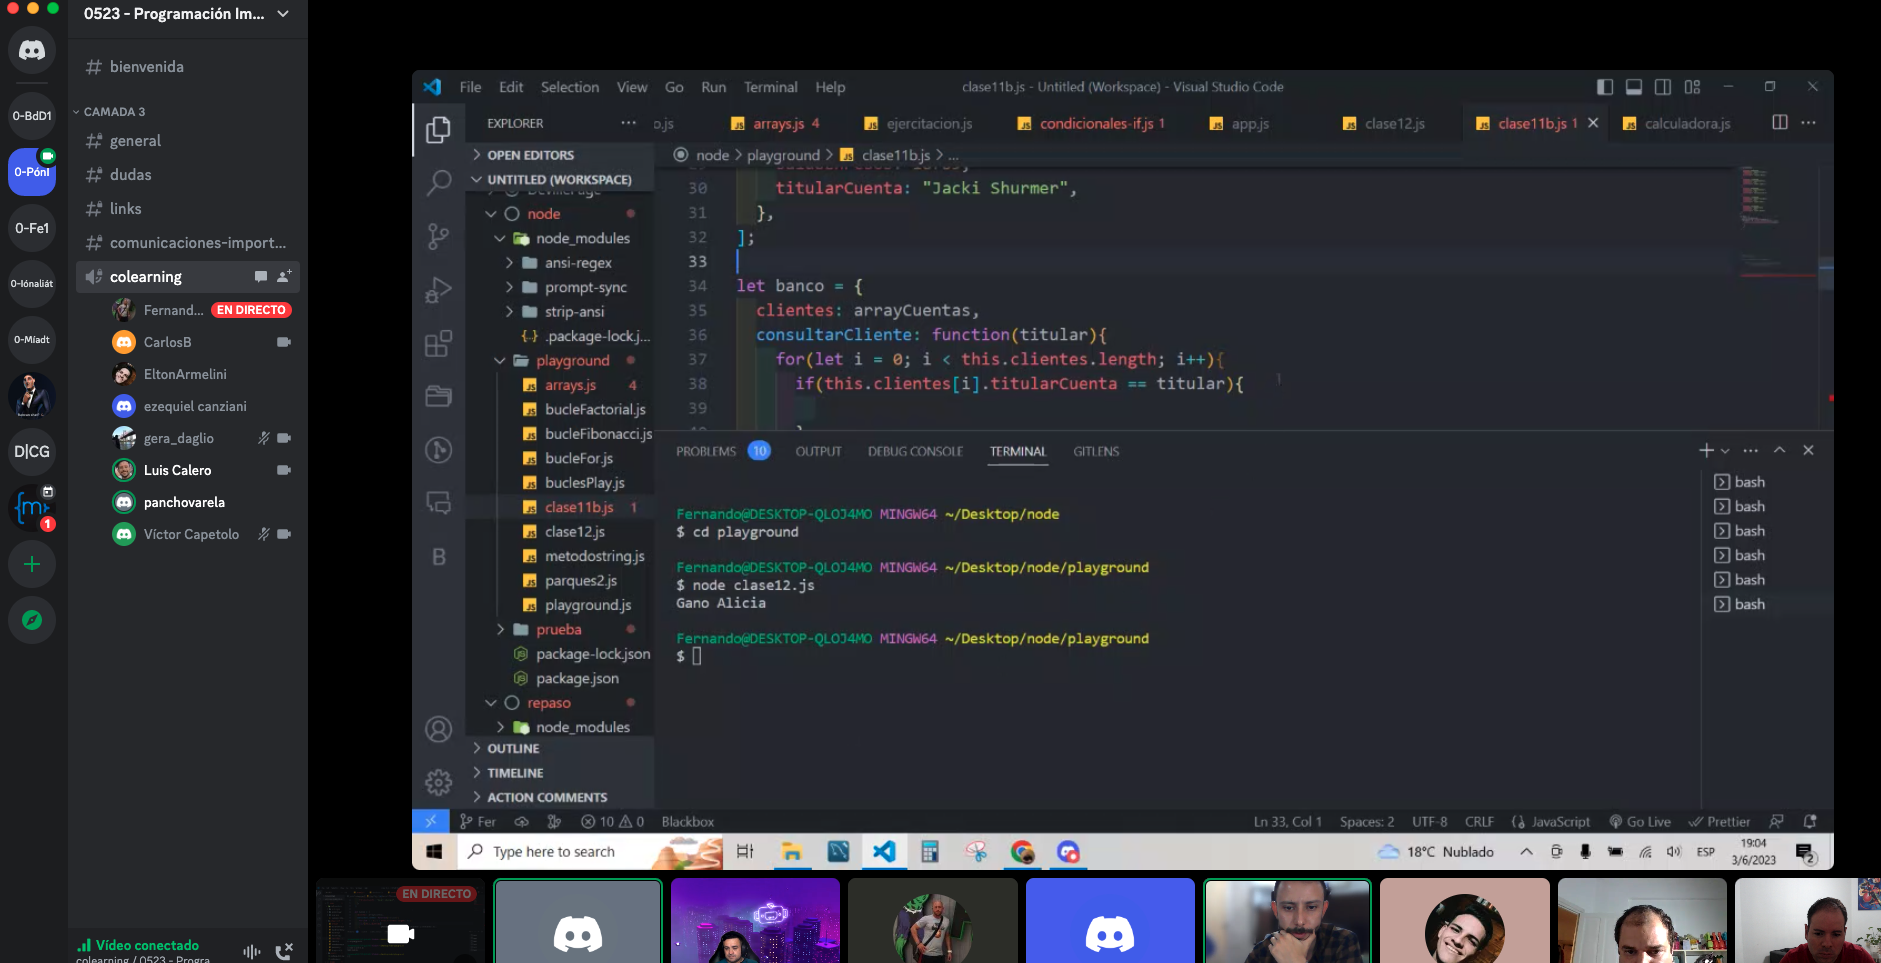 0523 - Programación Im...
bienvenida
CAMADA 3
general
dudas
links
comunicaciones-import...
colearning
Fernand... EN DIRECTO
CarlosB
EltonArmelini
ezequiel canziani
gera_daglio
Luis Calero
panchovarela
Víctor Capetolo
0-BdD1
0-PónI
0-Fe1
0-Iónaliát
0-Míadt
D|CG
{m}
1
Vídeo conectado
colearning / 0523 - Progra
File Edit Selection View Go Run Terminal Help
clase11b.js - Untitled (Workspace) - Visual Studio Code
EXPLORER
o.js
arrays.js 4
ejercitacion.js
condicionales-if.js 1
app.js
clase12.js
clase11b.js 1
calculadora.js
OPEN EDITORS
UNTITLED (WORKSPACE)
node
node_modules
ansi-regex
prompt-sync
strip-ansi
.package-lock.j...
playground
arrays.js 4
bucleFactorial.js
bucleFibonacci.js
bucleFor.js
buclesPlay.js
clase11b.js 1
clase12.js
metodostring.js
parques2.js
playground.js
prueba
package-lock.json
package.json
repaso
node_modules
OUTLINE
TIMELINE
ACTION COMMENTS
node > playground > clase11b.js > ...
30 titularCuenta: "Jacki Shurmer",
31 },
32 ];
33
34 let banco = {
35 clientes: arrayCuentas,
36 consultarCliente: function(titular){
37 for(let i = 0; i < this.clientes.length; i++){
38 if(this.clientes[i].titularCuenta == titular){
39
PROBLEMS 10 OUTPUT DEBUG CONSOLE TERMINAL GITLENS
Fernando@DESKTOP-QLOJ4MO MINGW64 ~/Desktop/node
$ cd playground
Fernando@DESKTOP-QLOJ4MO MINGW64 ~/Desktop/node/playground
$ node clase12.js
Gano Alicia
Fernando@DESKTOP-QLOJ4MO MINGW64 ~/Desktop/node/playground
$
bash
bash
bash
bash
bash
bash
Fer 10 0 Blackbox
Ln 33, Col 1 Spaces: 2 UTF-8 CRLF JavaScript Go Live Prettier
Type here to search
18°C Nublado
ESP
19:04
3/6/2023
2
EN DIRECTO